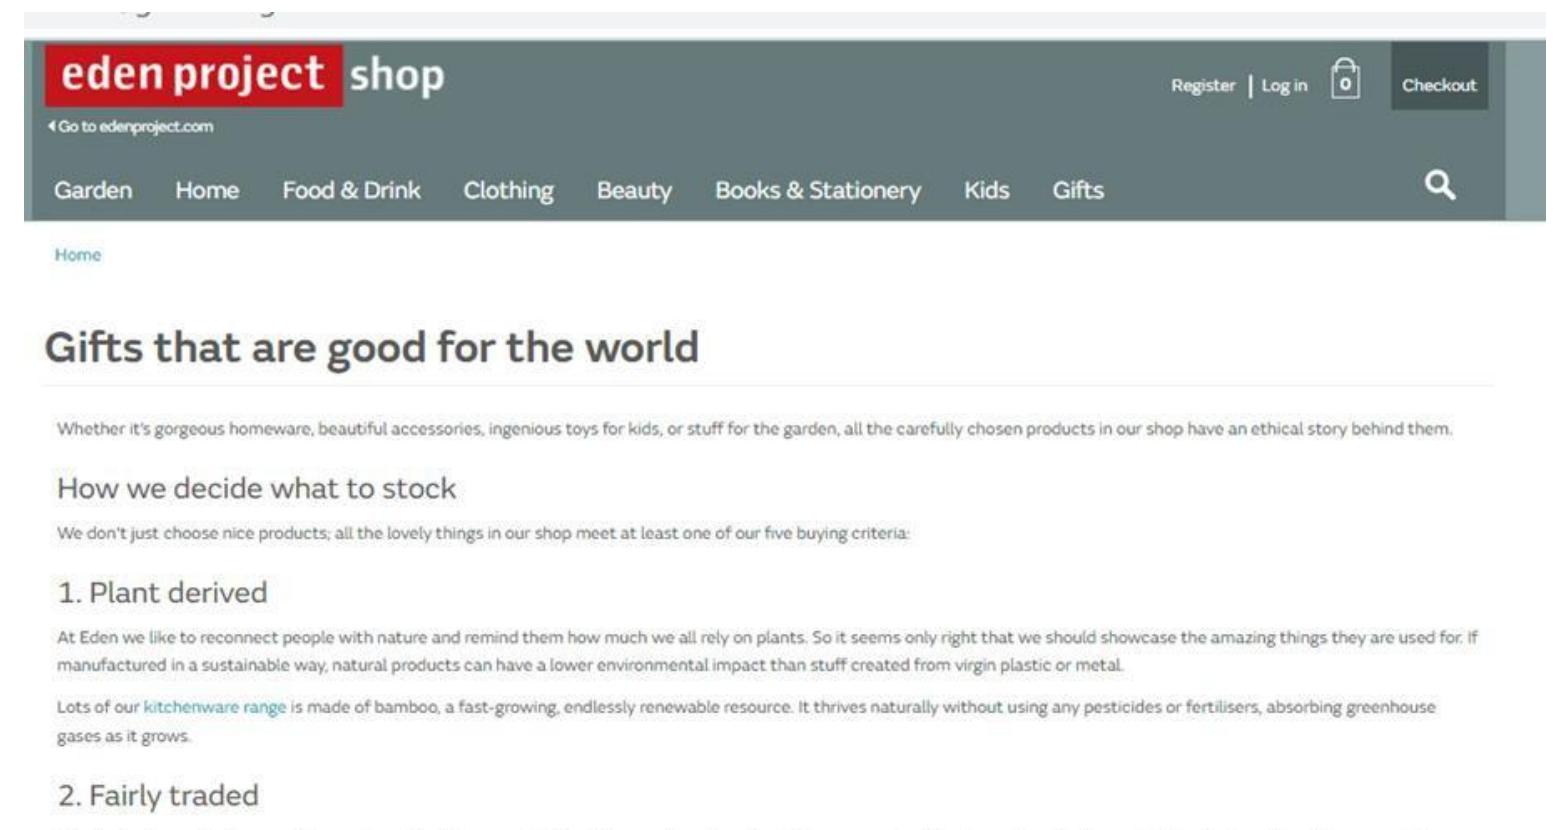 eden project shop
Register | Log in 0 Checkout
Go to edenproject.com
Garden Home Food & Drink Clothing Beauty Books & Stationery Kids Gifts
Home
Gifts that are good for the world
Whether it's gorgeous homeware, beautiful accessories, ingenious toys for kids, or stuff for the garden, all the carefully chosen products in our shop have an ethical story behind them.
How we decide what to stock
We don't just choose nice products; all the lovely things in our shop meet at least one of our five buying criteria:
1. Plant derived
At Eden we like to reconnect people with nature and remind them how much we all rely on plants. So it seems only right that we should showcase the amazing things they are used for. If
manufactured in a sustainable way, natural products can have a lower environmental impact than stuff created from virgin plastic or metal.
Lots of our kitchenware range is made of bamboo, a fast-growing, endlessly renewable resource. It thrives naturally without using any pesticides or fertilisers, absorbing greenhouse
gases as it grows.
2. Fairly traded